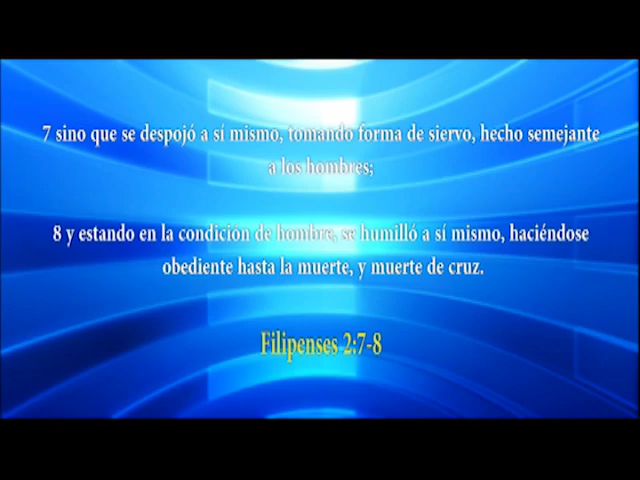 7 sino que se despojó a sí mismo, tomando forma de siervo, hecho semejante
a los hombres;
8 y estando en la condición de hombre, se humilló a sí mismo, haciéndose
obediente hasta la muerte, y muerte de cruz.
Filipenses 2:7-8